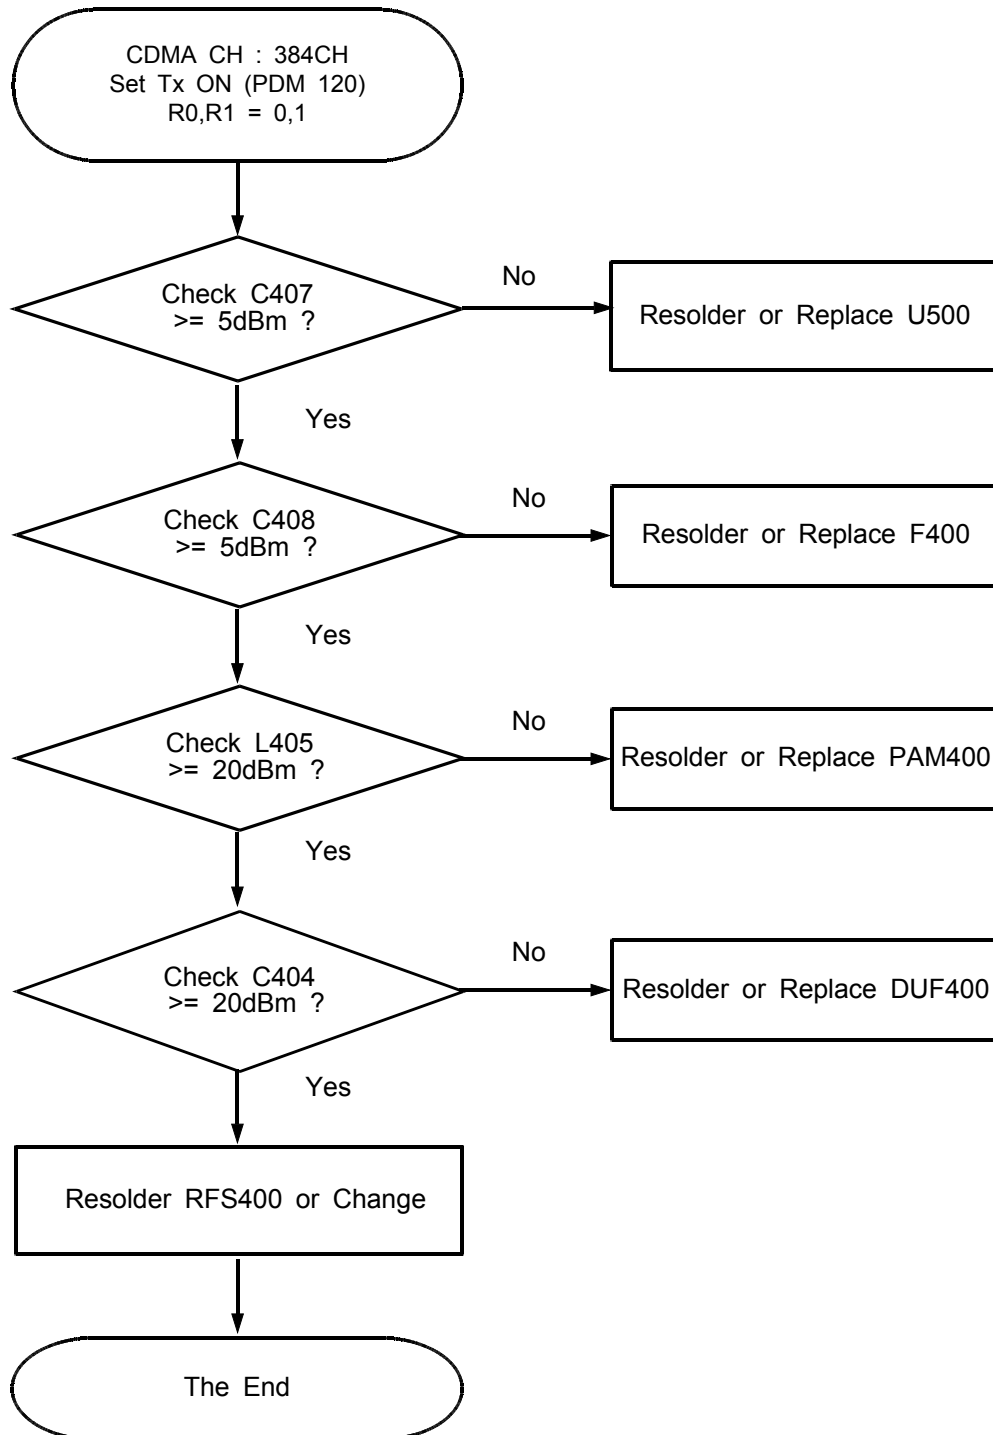 CDMA CH : 384CH
Set Tx ON (PDM 120)
R0,R1 = 0,1
Check C407
>= 5dBm ?
No
Resolder or Replace U500
Yes
Check C408
>= 5dBm ?
No
Resolder or Replace F400
Yes
Check L405
>= 20dBm ?
No
Resolder or Replace PAM400
Yes
Check C404
>= 20dBm ?
No
Resolder or Replace DUF400
Yes
Resolder RFS400 or Change
The End